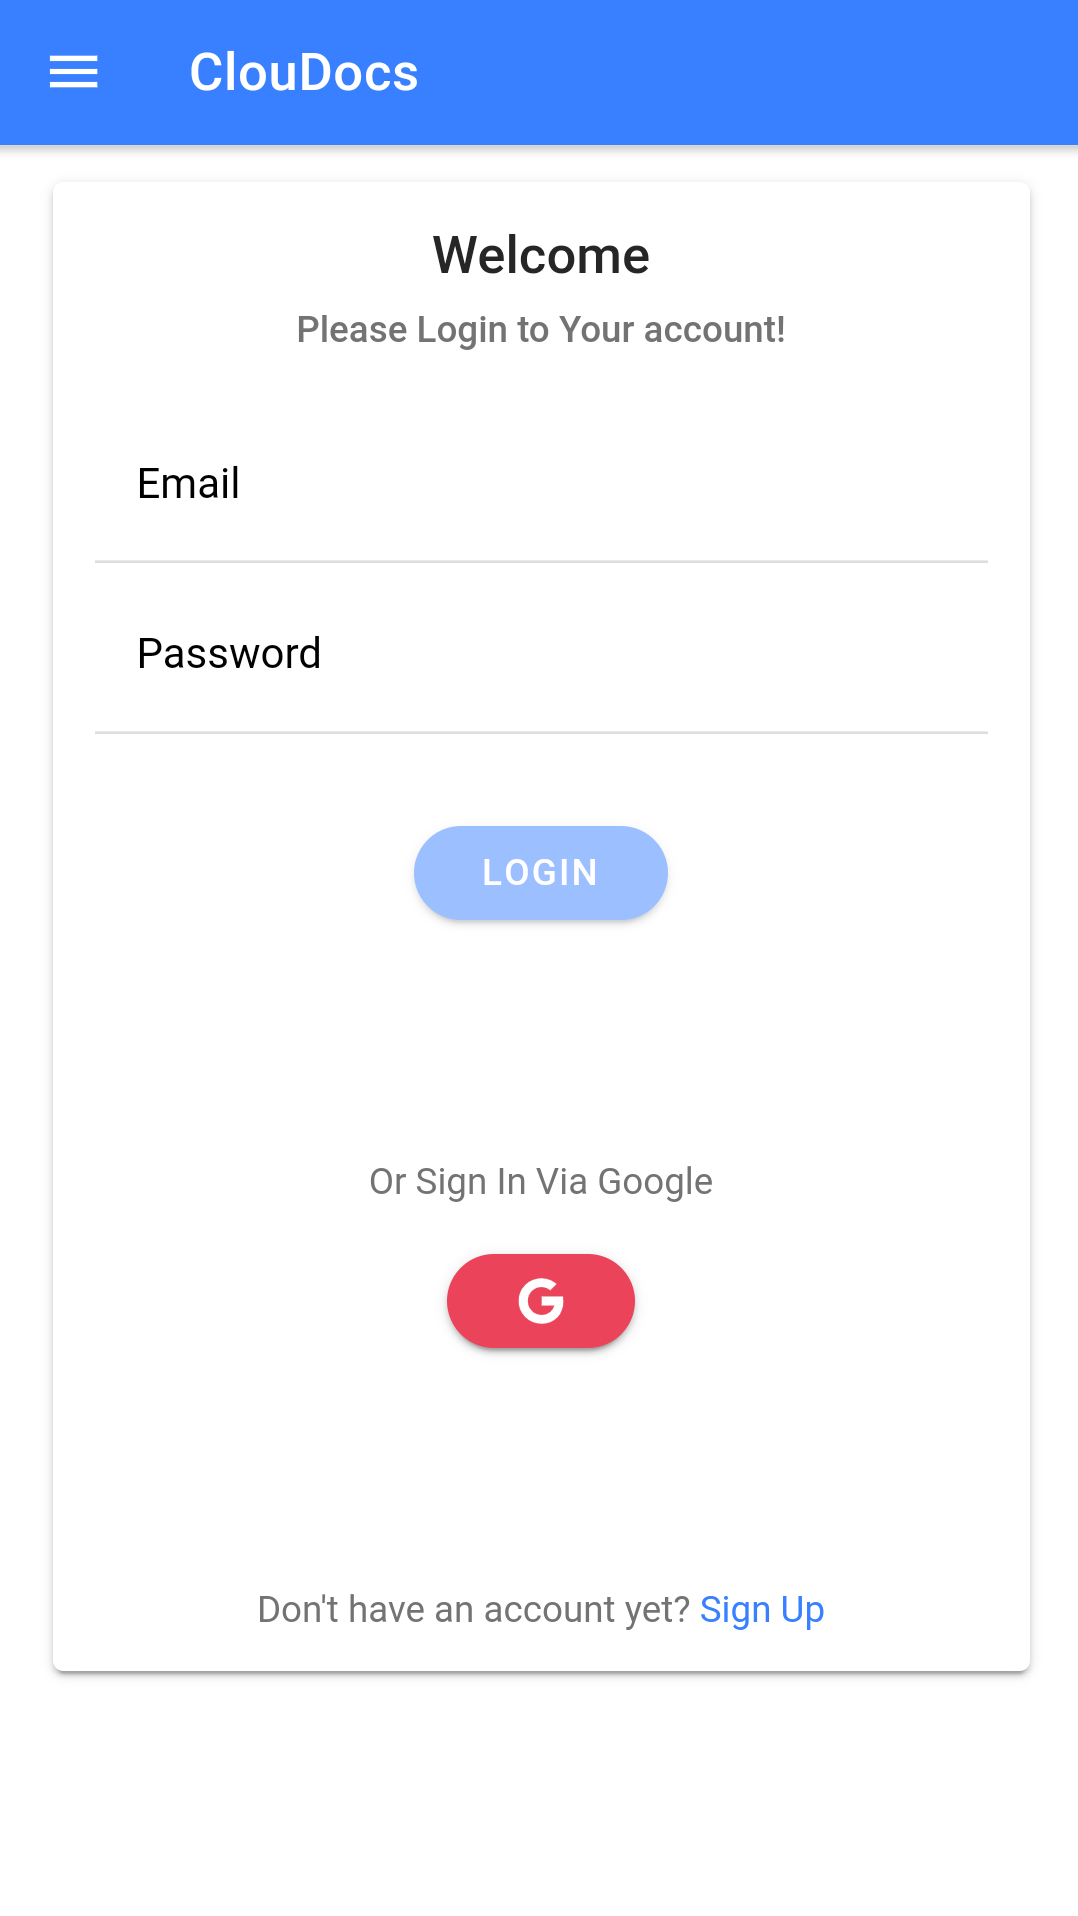 ClouDocs
Welcome
Please Login to Your account!
Email
Password
LOGIN
Or Sign In Via Google
G
Don't have an account yet? Sign Up